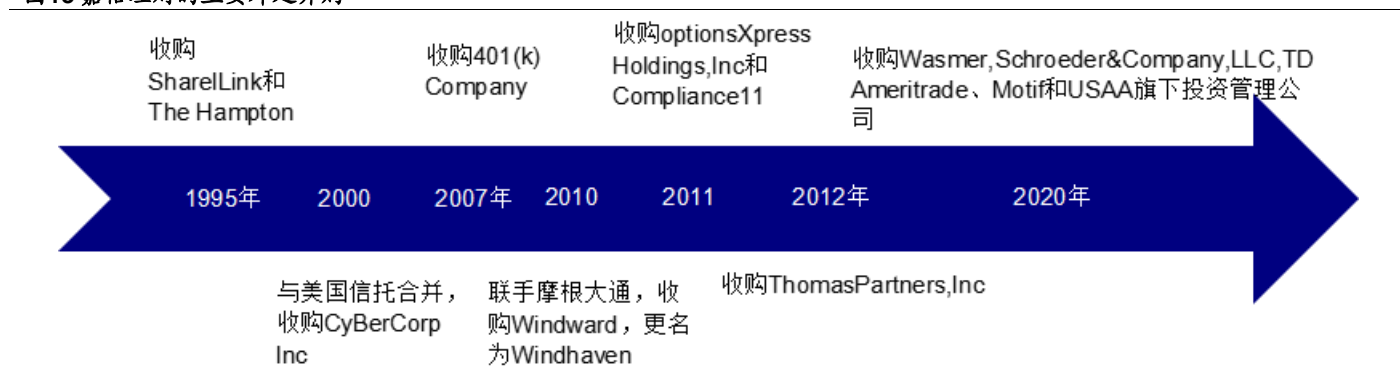 收购
SharelLink和
The Hampton
收购401(k)
Company
收购optionsXpress
Holdings,Inc和
Compliance11
收购Wasmer,Schroeder&Company,LLC,TD
Ameritrade、Motif和USAA旗下投资管理公
司
1995年 2000 2007年 2010 2011 2012年 2020年
与美国信托合并，
收购CyBerCorp
Inc
联手摩根大通，收
购Windward，更名
为Windhaven
收购ThomasPartners,Inc